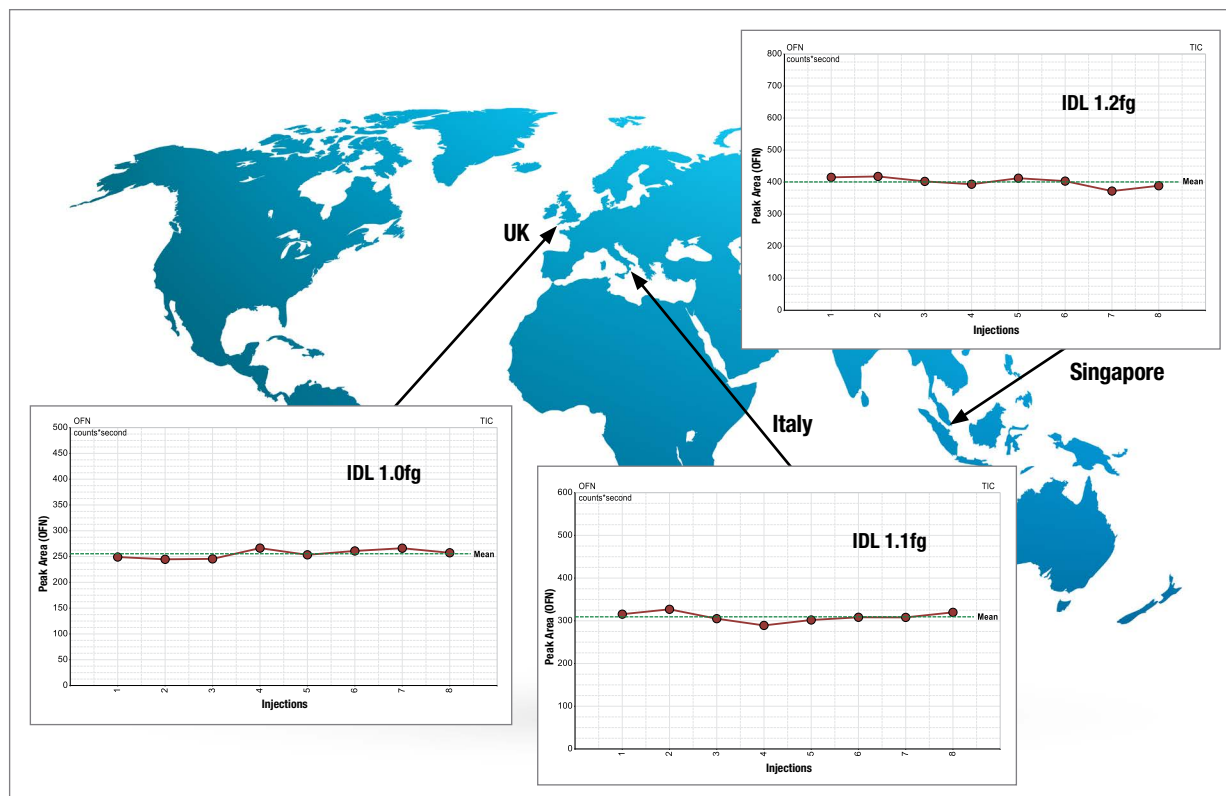 OFN TIC
counts*second
800
700
600
500
400
300
200
100
0
IDL 1.2fg
Peak Area (OFN)
Mean
1 2 3 4 5 6 7 8
Injections
UK
Singapore
Italy
OFN TIC
counts*second
500
450
400
350
300
250
200
150
100
50
0
IDL 1.0fg
Peak Area (OFN)
Mean
1 2 3 4 5 6 7 8
Injections
OFN TIC
counts*second
600
500
400
300
200
100
0
IDL 1.1fg
Peak Area (OFN)
Mean
1 2 3 4 5 6 7 8
Injections